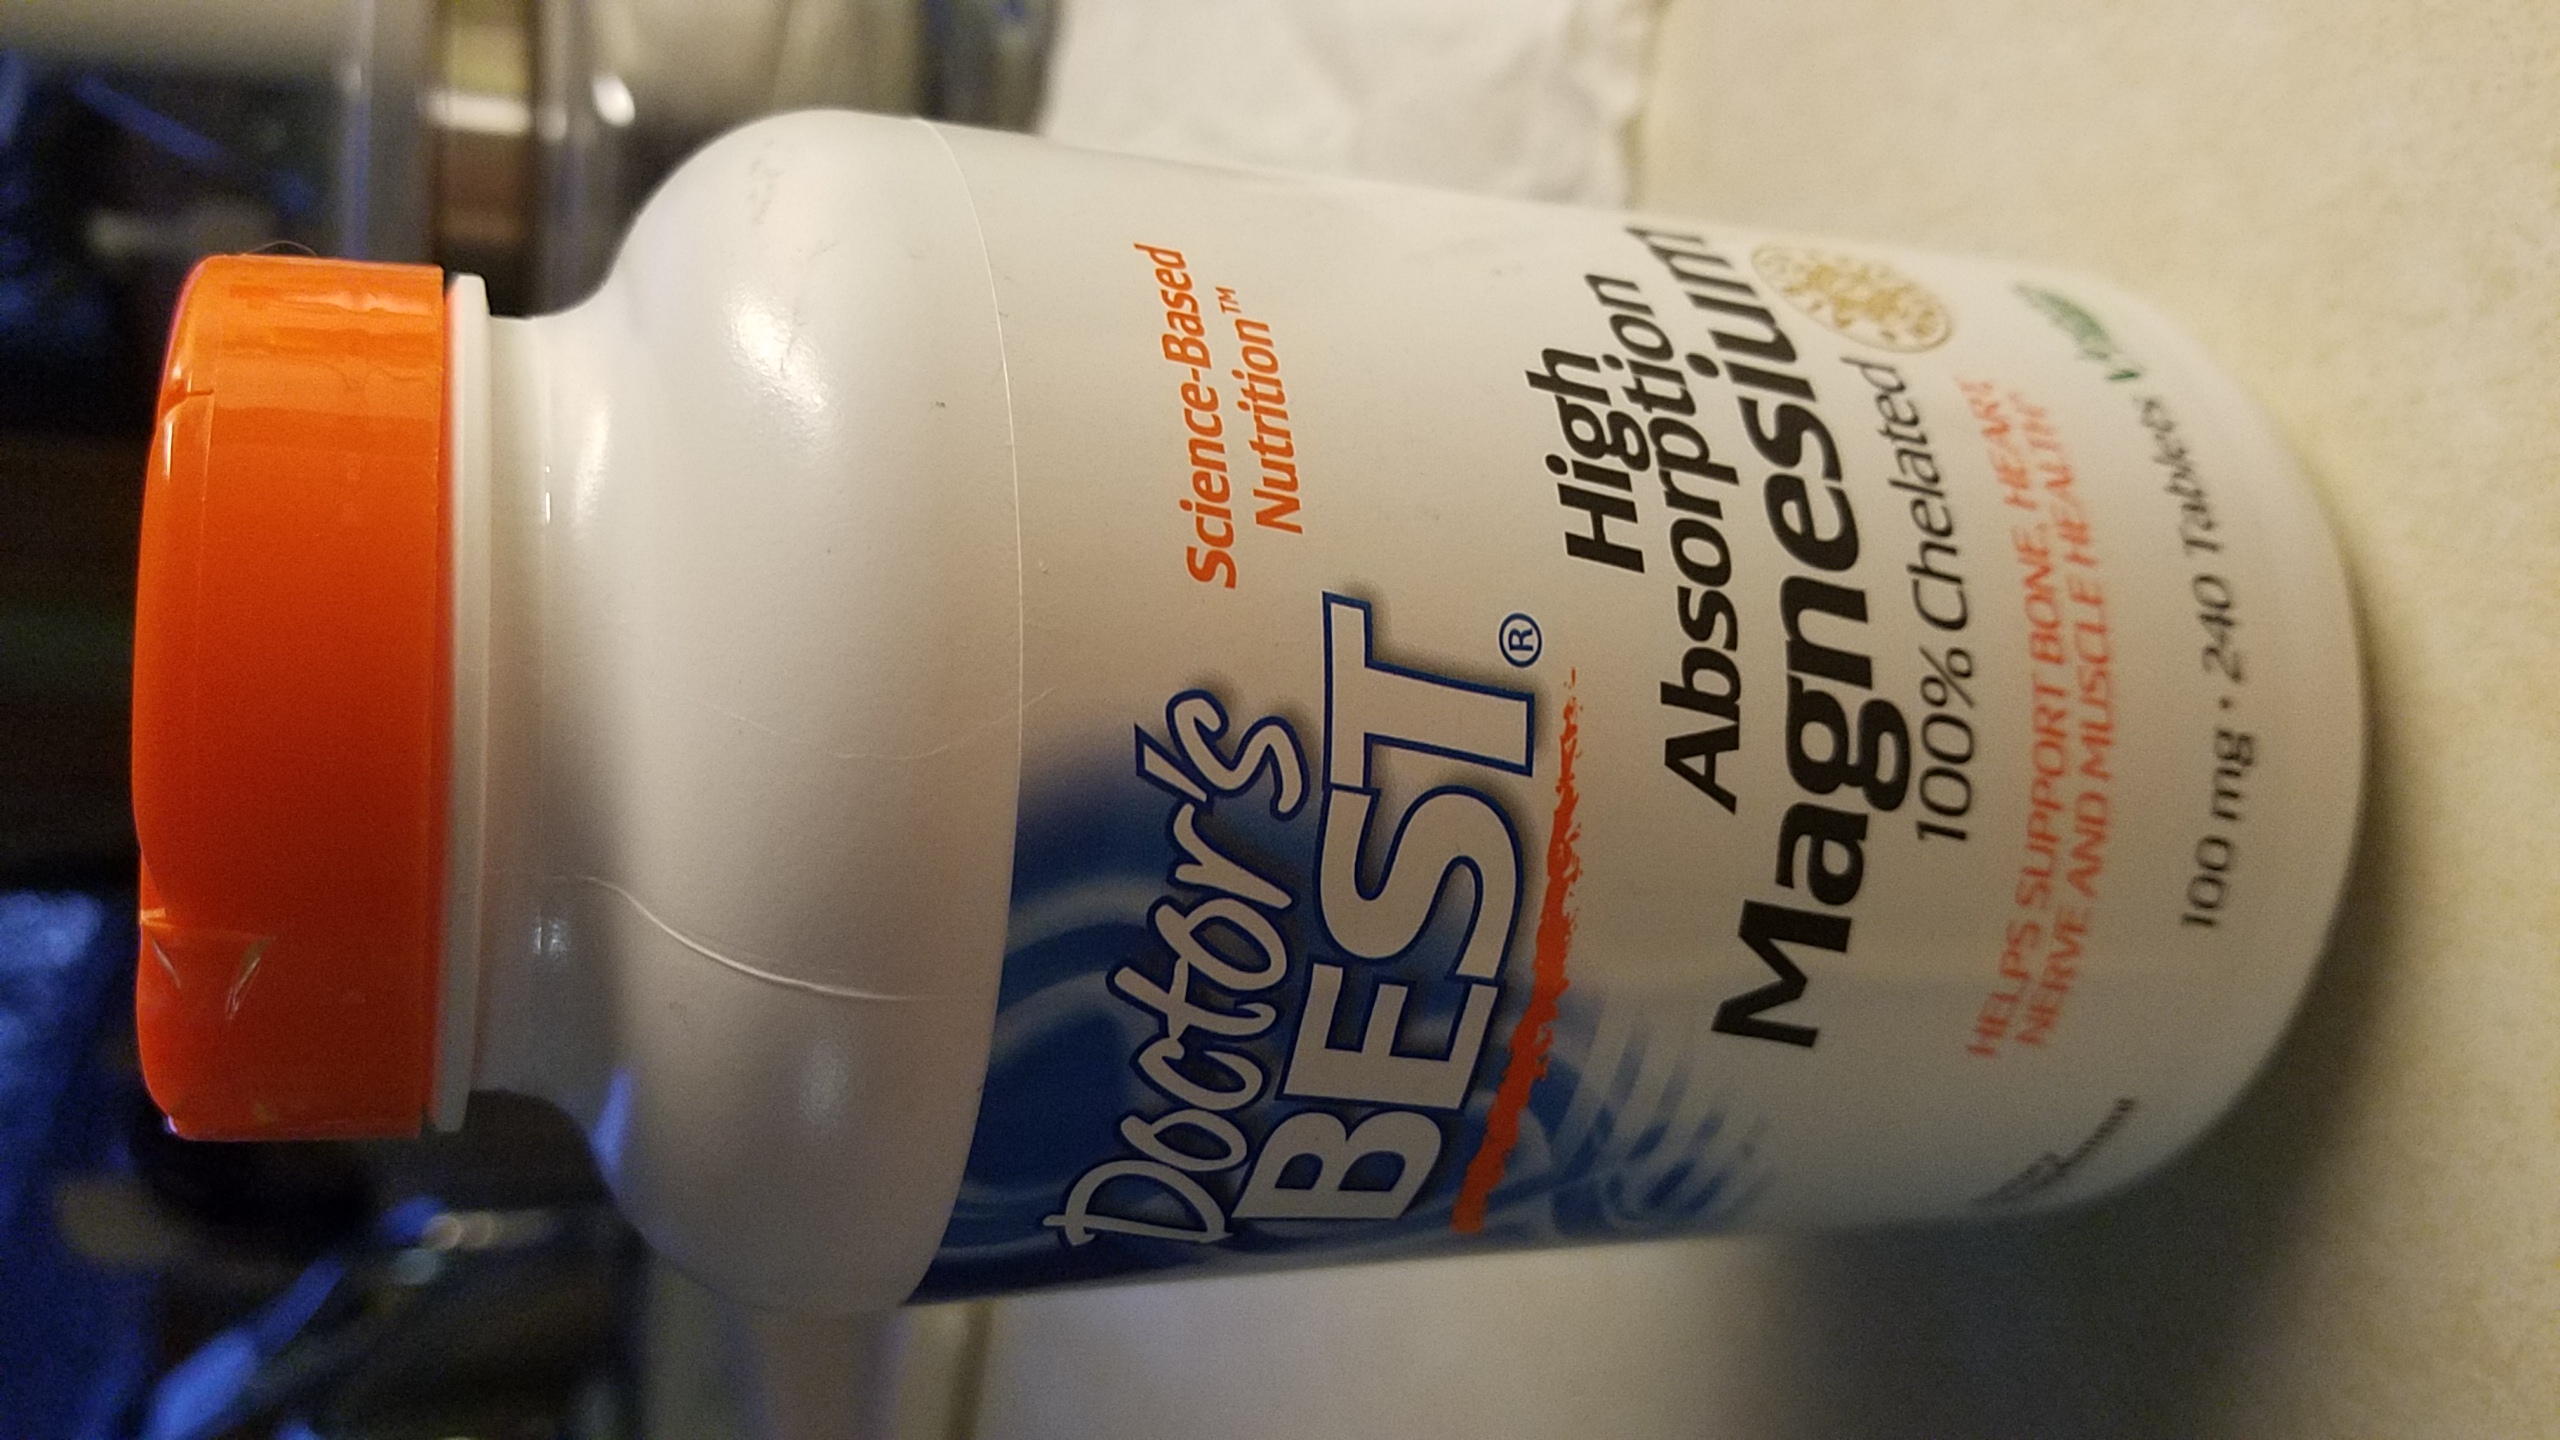 Science-Based
Nutrition™
Doctor's
BEST®
High
Absorption
Magnesium
100% Chelated
HELPS SUPPORT BONE, HEART,
NERVE AND MUSCLE HEALTH*
100 mg • 240 Tablets